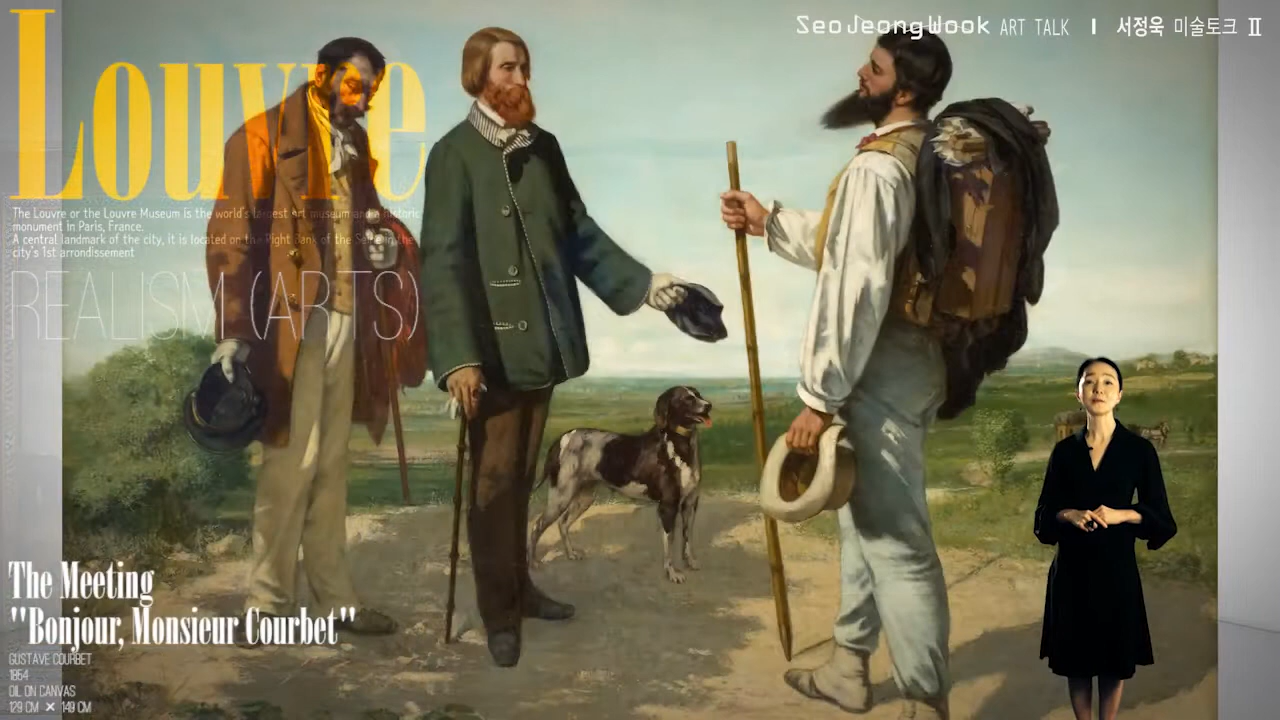 SeoJeongWook ART TALK I 서정욱 미술토크 Ⅱ
Louvre
The Louvre or the Louvre Museum is the world's largest art museum and a historic
monument in Paris, France.
A central landmark of the city, it is located on the Right Bank of the Seine in the
city's 1st arrondissement
REALISM (ARTS)
The Meeting
"Bonjour, Monsieur Courbet"
GUSTAVE COURBET
1854
OIL ON CANVAS
129 CM × 149 CM